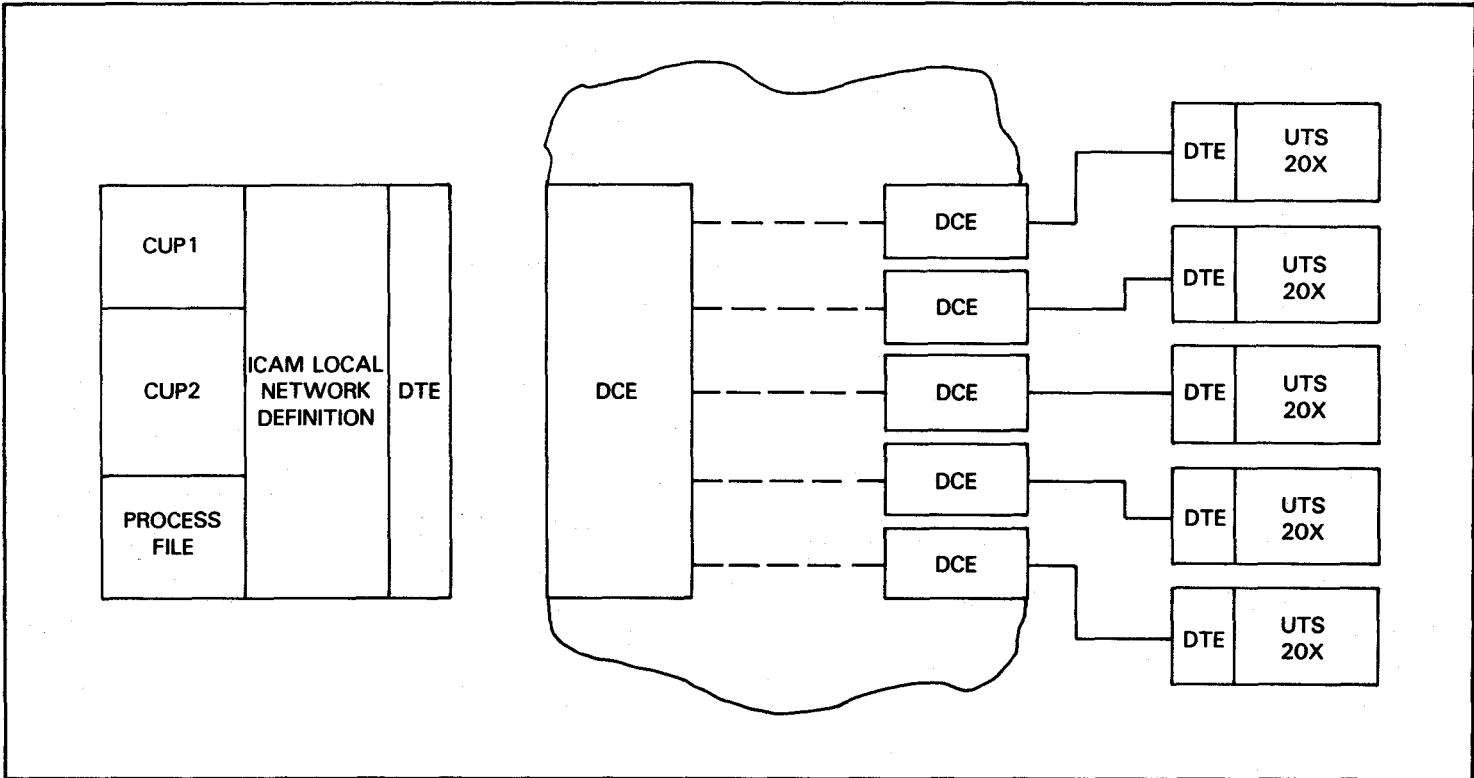 CUP1
CUP2
PROCESS
FILE
ICAM LOCAL
NETWORK
DEFINITION
DTE
DCE
DCE
DCE
DCE
DCE
DCE
DTE
UTS
20X
DTE
UTS
20X
DTE
UTS
20X
DTE
UTS
20X
DTE
UTS
20X